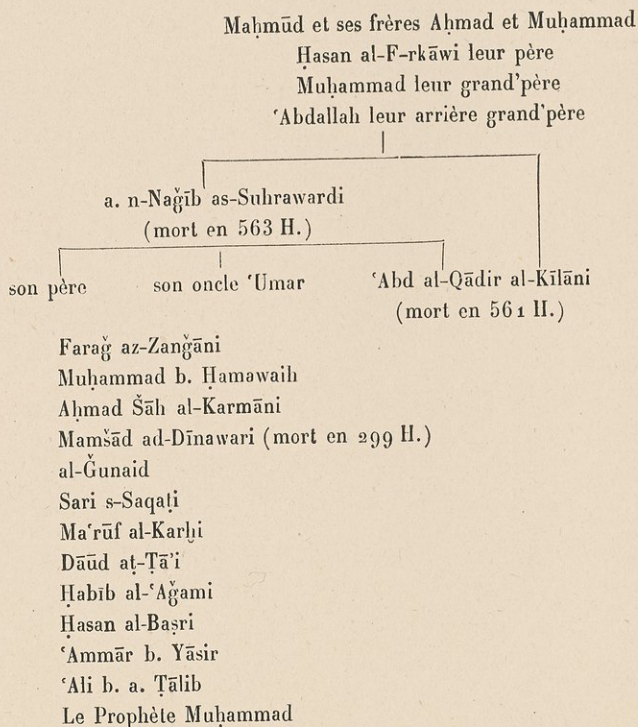 Maḥmūd et ses frères Aḥmad et Muḥammad
Ḥasan al-F-rkāwi leur père
Muḥammad leur grand'père
ʿAbdallah leur arrière grand'père
a. n-Naǧīb as-Suhrawardi
(mort en 563 H.)
son père
son oncle ʿUmar
ʿAbd al-Qādir al-Kīlāni
(mort en 561 H.)
Faraǧ az-Zanǧāni
Muḥammad b. Ḥamawaih
Aḥmad Šāh al-Karmāni
Mamšād ad-Dīnawari (mort en 299 H.)
al-Ǧunaid
Sari s-Saqaṭi
Maʿrūf al-Karḫi
Dāūd aṭ-Ṭā'i
Ḥabīb al-ʿAǧami
Ḥasan al-Baṣri
ʿAmmār b. Yāsir
ʿAli b. a. Ṭālib
Le Prophète Muḥammad